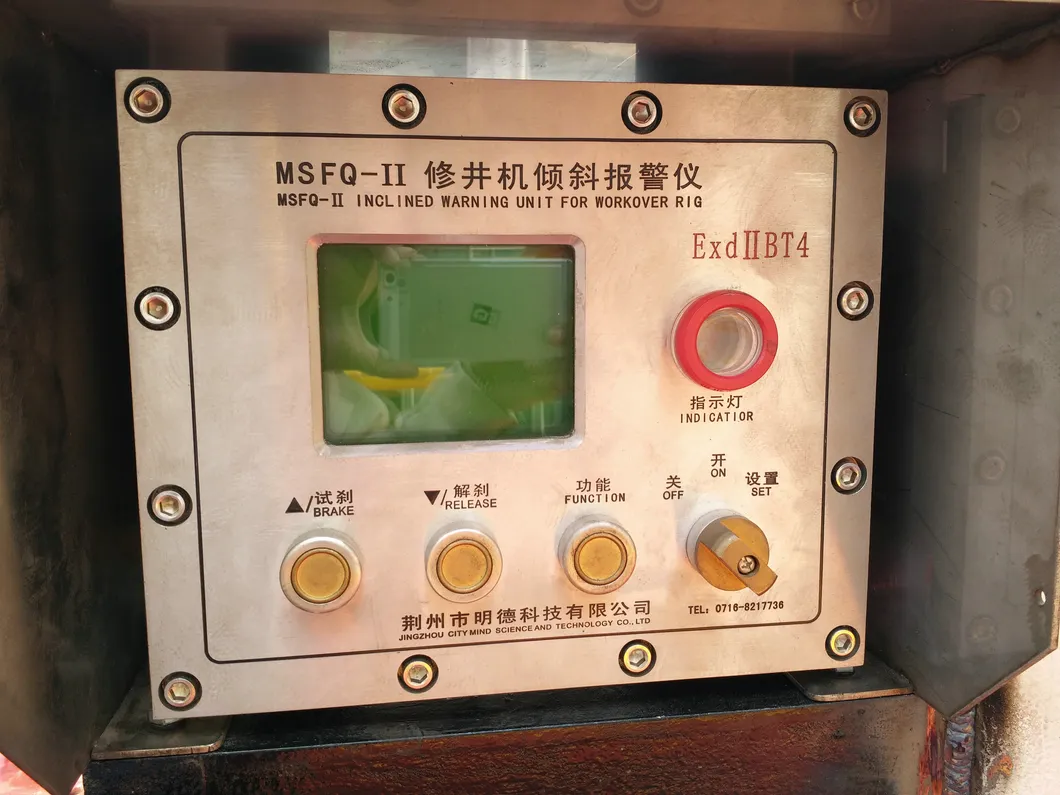 MSFQ-II 修井机倾斜报警仪
MSFQ-II INCLINED WARNING UNIT FOR WORKOVER RIG
ExdⅡBT4
指示灯
INDICATIOR
▲/试刹
BRAKE
▼/解刹
RELEASE
功能
FUNCTION
关
OFF
开
ON
设置
SET
荆州市明德科技有限公司
JINGZHOU CITY MIND SCIENCE AND TECHNOLOGY CO.,LTD
TEL: 0716-8217736